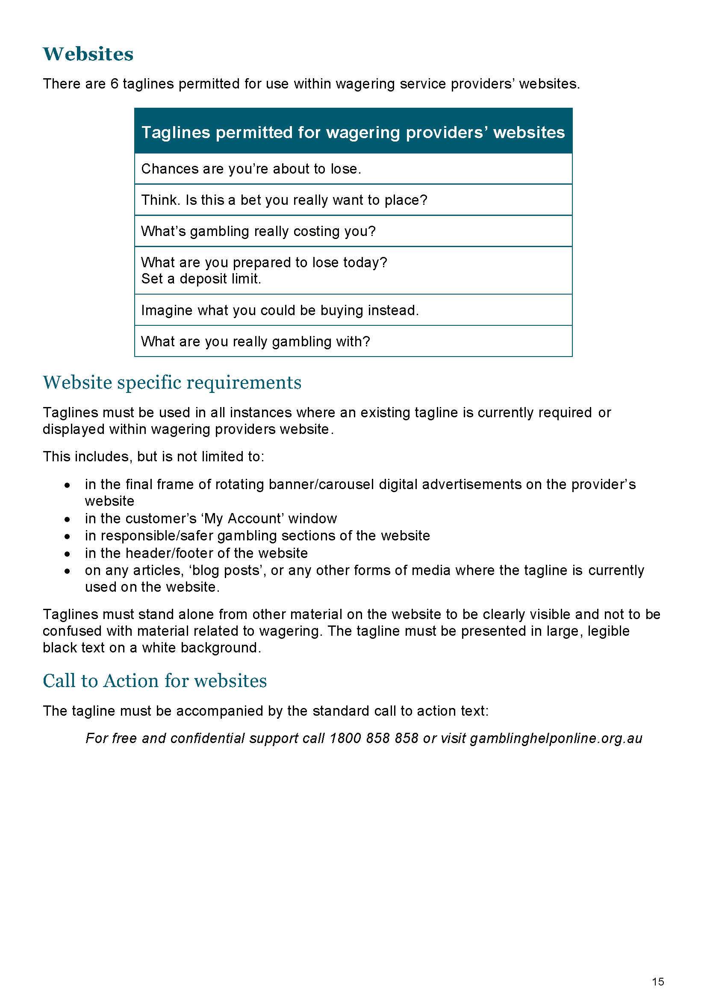 Websites
There are 6 taglines permitted for use within wagering service providers’ websites.
Taglines permitted for wagering providers’ websites
Chances are you’re about to lose.
Think. Is this a bet you really want to place?
What’s gambling really costing you?
What are you prepared to lose today?
Set a deposit limit.
Imagine what you could be buying instead.
What are you really gambling with?
Website specific requirements
Taglines must be used in all instances where an existing tagline is currently required or
displayed within wagering providers website.
This includes, but is not limited to:
• in the final frame of rotating banner/carousel digital advertisements on the provider’s
website
• in the customer’s ‘My Account’ window
• in responsible/safer gambling sections of the website
• in the header/footer of the website
• on any articles, ‘blog posts’, or any other forms of media where the tagline is currently
used on the website.
Taglines must stand alone from other material on the website to be clearly visible and not to be
confused with material related to wagering. The tagline must be presented in large, legible
black text on a white background.
Call to Action for websites
The tagline must be accompanied by the standard call to action text:
For free and confidential support call 1800 858 858 or visit gamblinghelponline.org.au
15